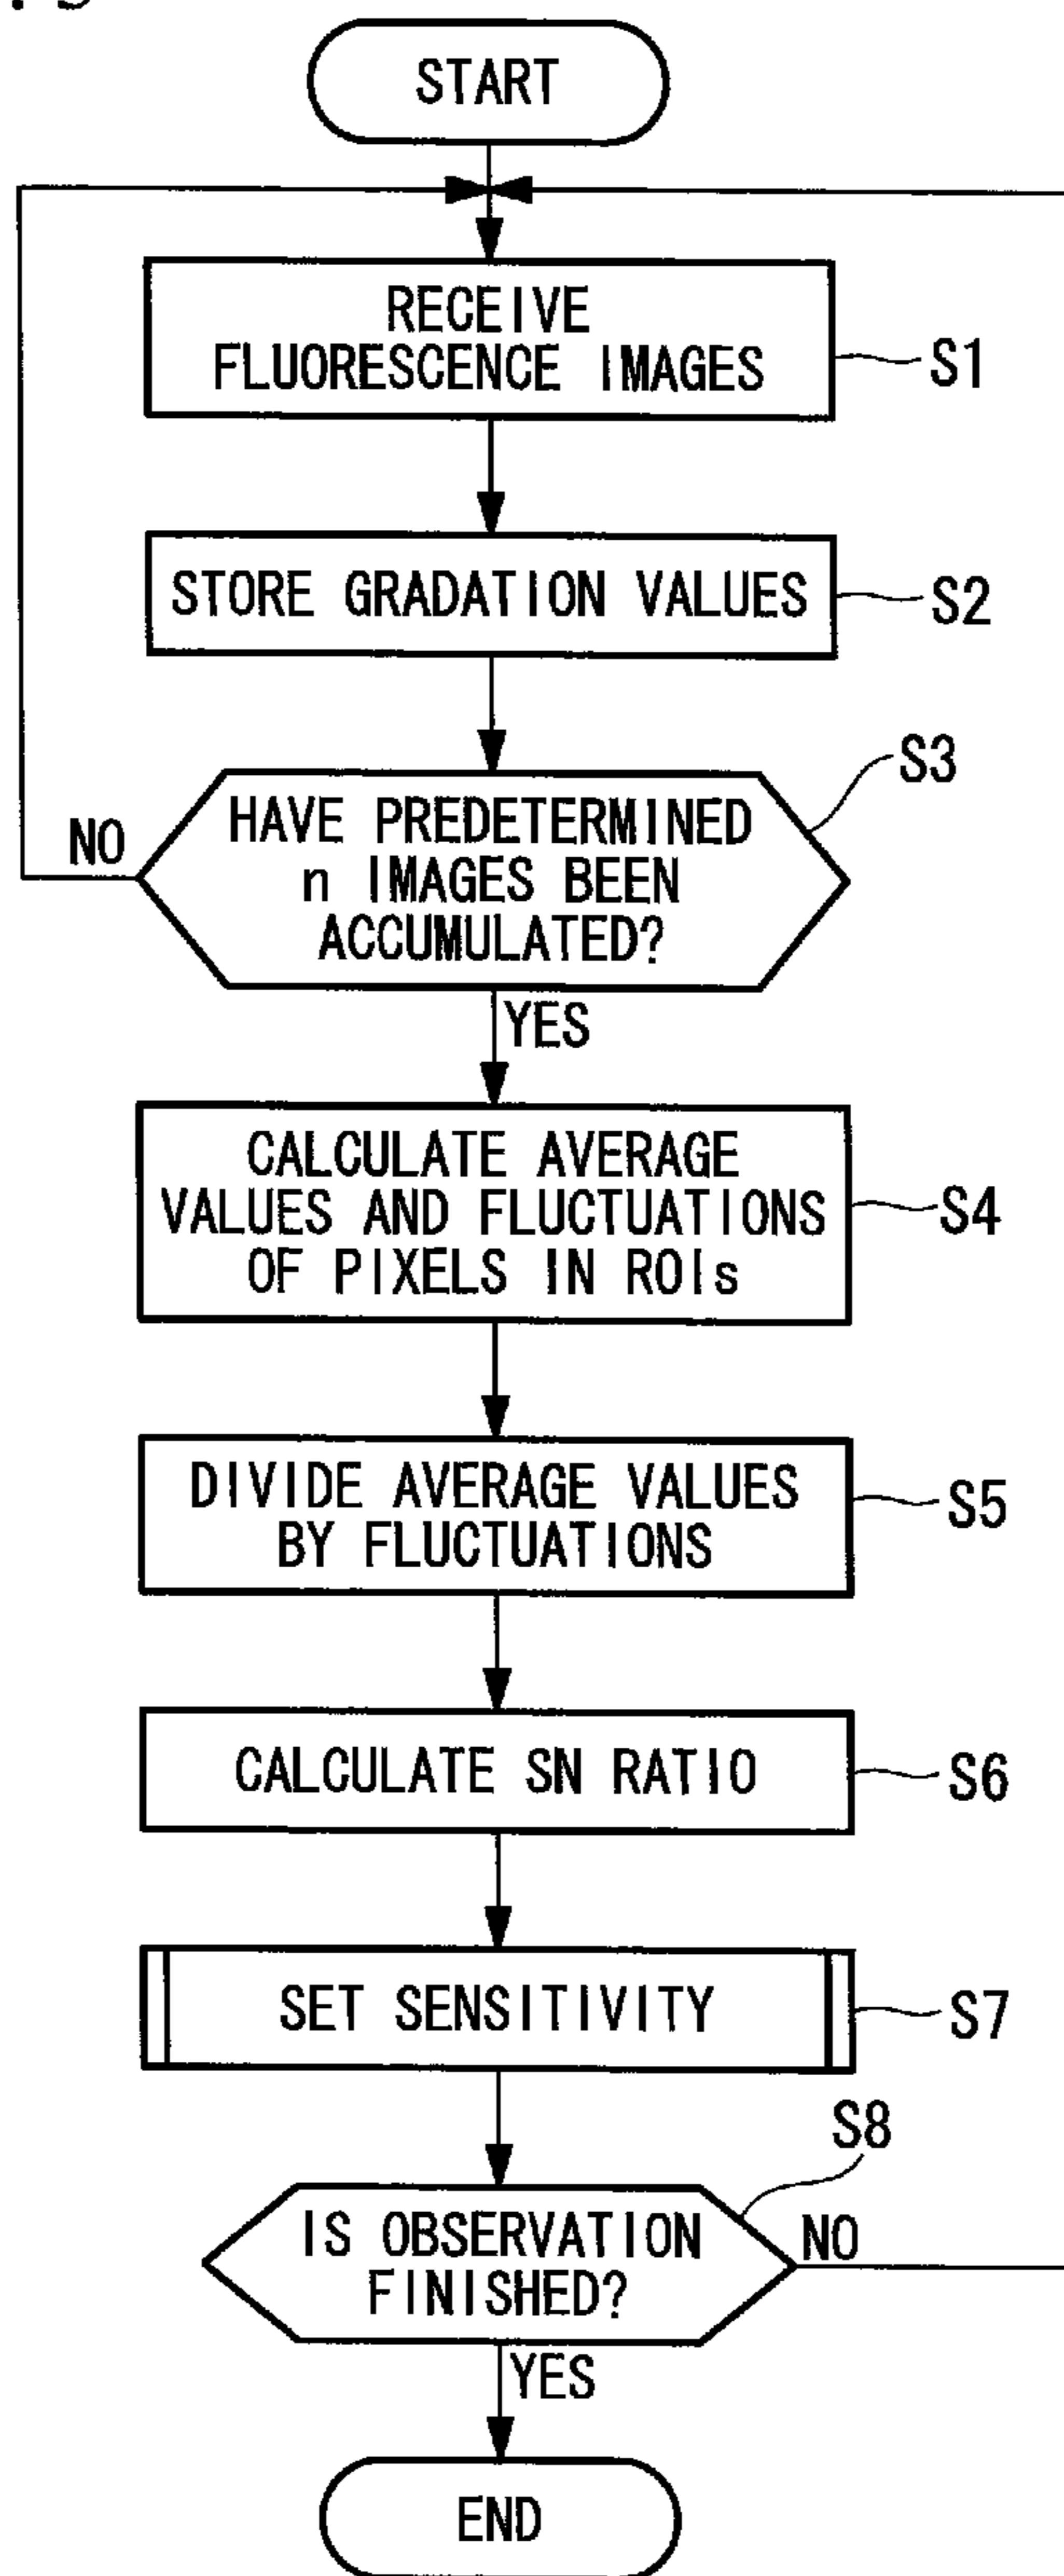 START
RECEIVE
FLUORESCENCE IMAGES
S1
STORE GRADATION VALUES
S2
S3
HAVE PREDETERMINED
n IMAGES BEEN
ACCUMULATED?
NO
YES
CALCULATE AVERAGE
VALUES AND FLUCTUATIONS
OF PIXELS IN ROIs
S4
DIVIDE AVERAGE VALUES
BY FLUCTUATIONS
S5
CALCULATE SN RATIO
S6
SET SENSITIVITY
S7
S8
IS OBSERVATION
FINISHED?
NO
YES
END